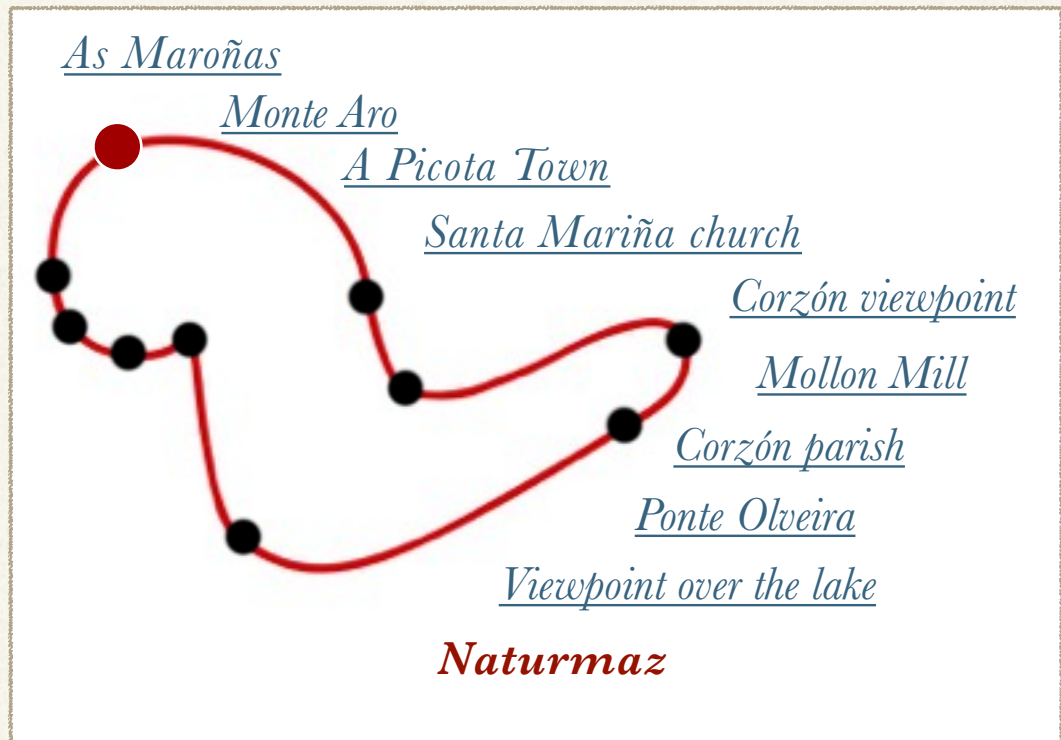 As Maroñas
Monte Aro
A Picota Town
Santa Mariña church
Corzón viewpoint
Mollon Mill
Corzón parish
Ponte Olveira
Viewpoint over the lake
Naturmaz